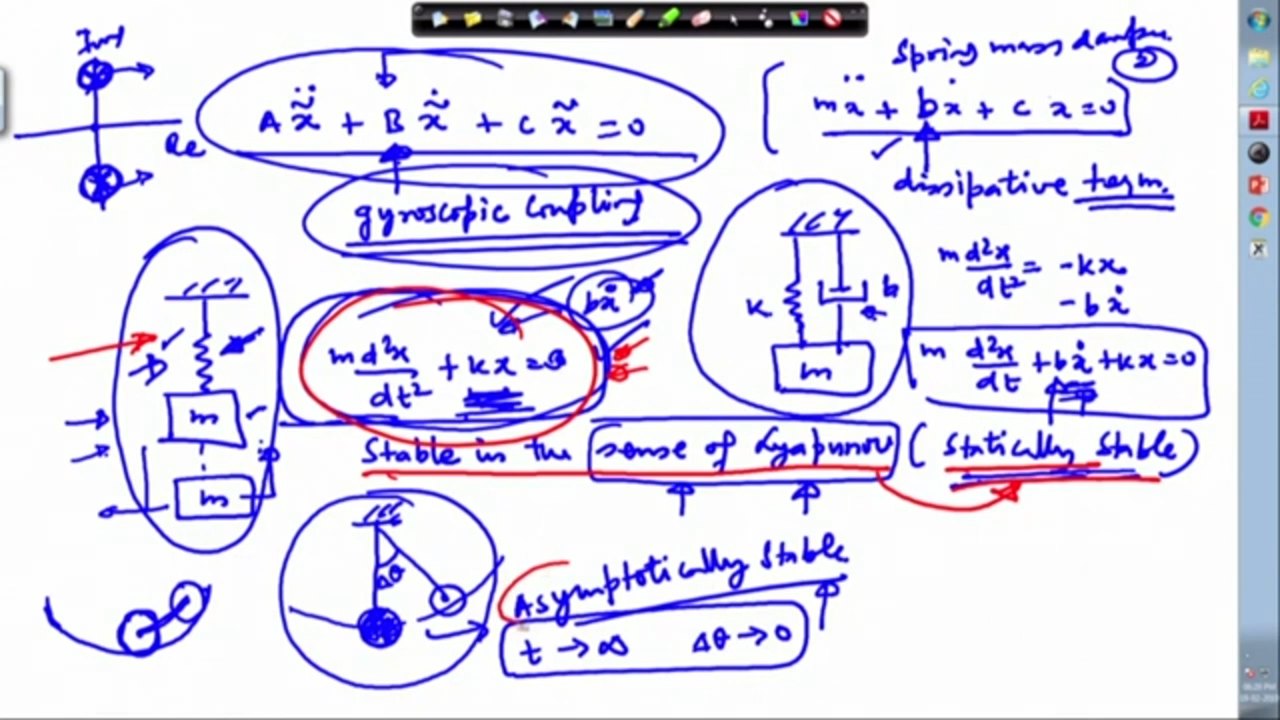 Spring mass damper
Im
A ẍ̃ + B ẋ̃ + C x̃ = 0
mẍ + bẋ + c x = 0
Re
dissipative term.
gyroscopic coupling
m d²x/dt² = -kx
- bẋ
bẋ
K
b
m
m d²x/dt² + kx = 0
m d²x/dt + bẋ + kx = 0
m
Stable in the sense of Lyapunov (Statically Stable)
m
Δθ
Asymptotically Stable
t → ∞ Δθ → 0